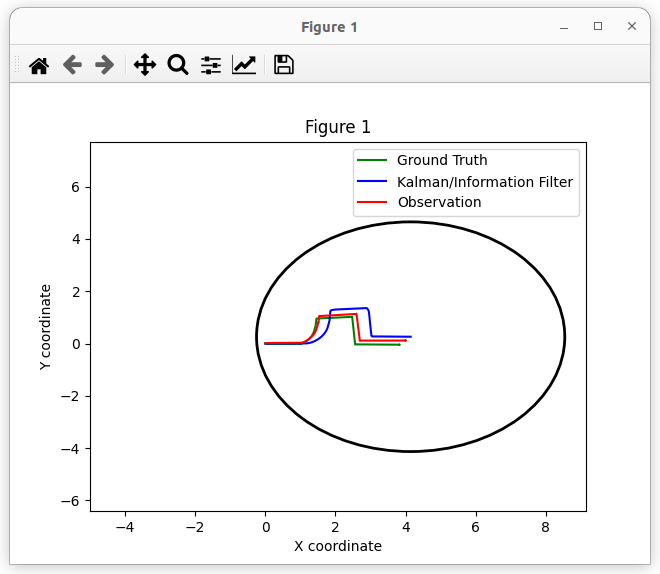 Figure 1
Figure 1
Ground Truth
Kalman/Information Filter
Observation
6
4
2
0
−2
−4
−6
Y coordinate
−4 −2 0 2 4 6 8
X coordinate